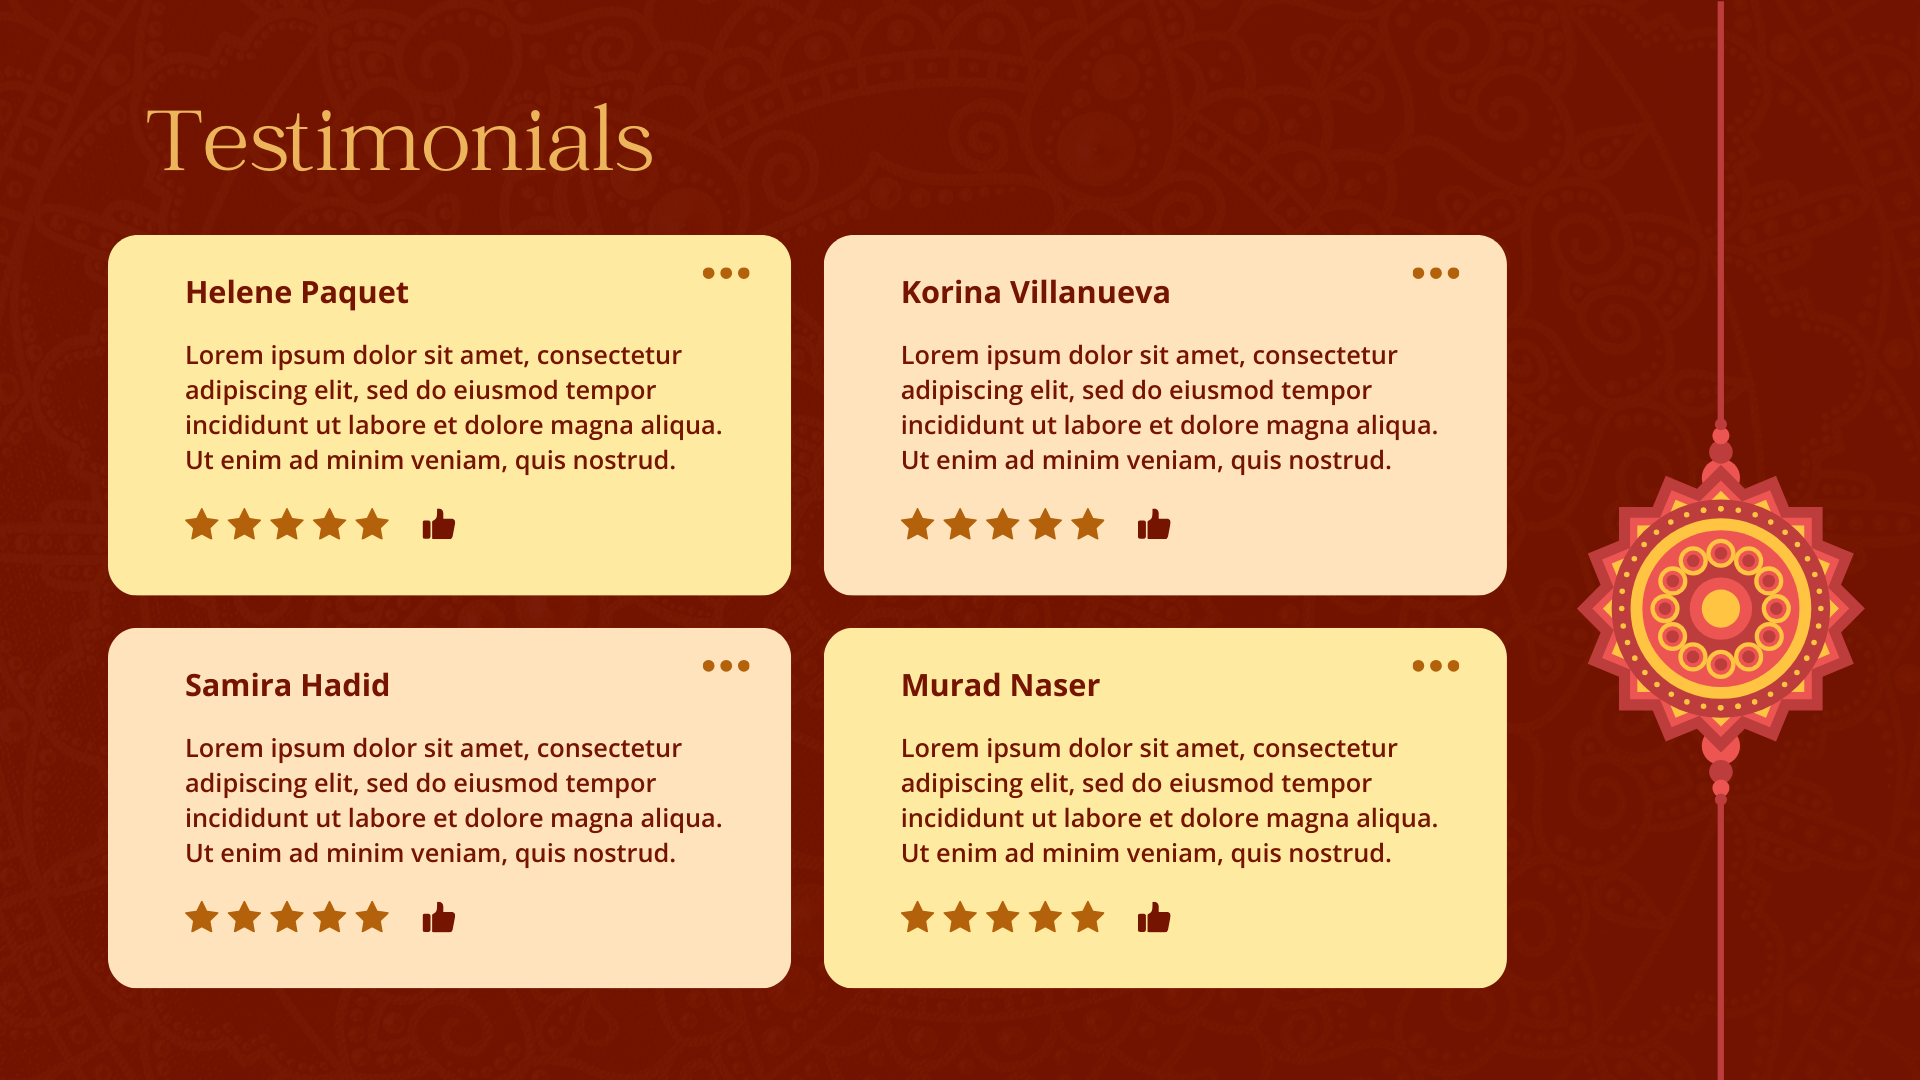 Testimonials
Helene Paquet
Lorem ipsum dolor sit amet, consectetur
adipiscing elit, sed do eiusmod tempor
incididunt ut labore et dolore magna aliqua.
Ut enim ad minim veniam, quis nostrud.
Korina Villanueva
Lorem ipsum dolor sit amet, consectetur
adipiscing elit, sed do eiusmod tempor
incididunt ut labore et dolore magna aliqua.
Ut enim ad minim veniam, quis nostrud.
Samira Hadid
Lorem ipsum dolor sit amet, consectetur
adipiscing elit, sed do eiusmod tempor
incididunt ut labore et dolore magna aliqua.
Ut enim ad minim veniam, quis nostrud.
Murad Naser
Lorem ipsum dolor sit amet, consectetur
adipiscing elit, sed do eiusmod tempor
incididunt ut labore et dolore magna aliqua.
Ut enim ad minim veniam, quis nostrud.